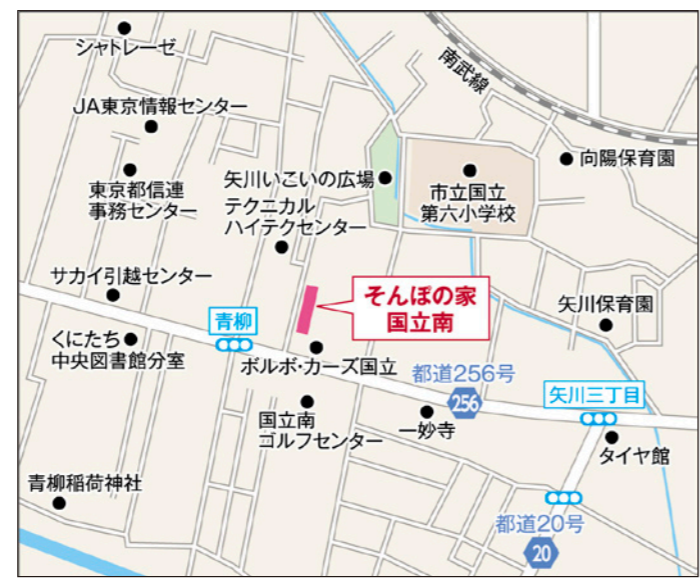 シャトレーゼ
南武線
JA東京情報センター
向陽保育園
東京都信連
事務センター
矢川いこいの広場
市立国立
第六小学校
テクニカル
ハイテクセンター
サカイ引越センター
そんぽの家
国立南
矢川保育園
青柳
くにたち
中央図書館分室
ボルボ・カーズ国立
都道256号
256
矢川三丁目
国立南
ゴルフセンター
一妙寺
タイヤ館
青柳稲荷神社
都道20号
20